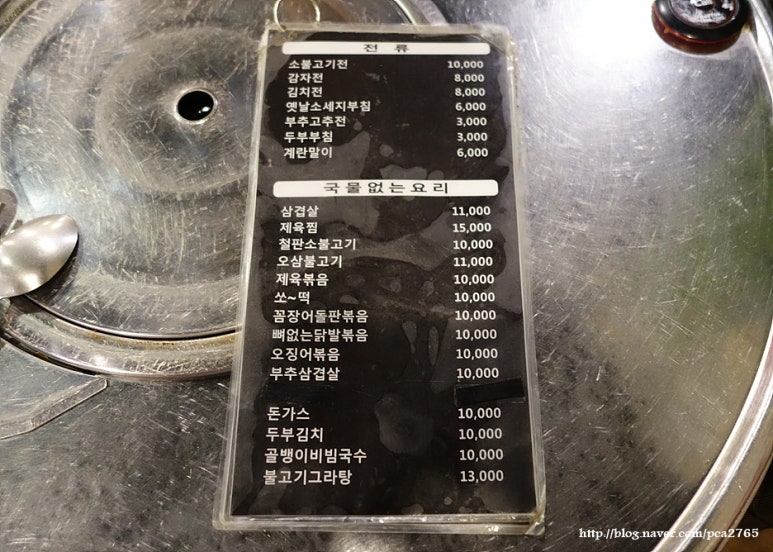 전 류
소불고기전 10,000
감자전 8,000
김치전 8,000
옛날소세지부침 6,000
부추고추전 3,000
두부부침 3,000
계란말이 6,000
국물없는요리
삼겹살 11,000
제육찜 15,000
철판소불고기 10,000
오삼불고기 11,000
제육볶음 10,000
쏘~떡 10,000
꼼장어돌판볶음 10,000
뼈없는닭발볶음 10,000
오징어볶음 10,000
부추삼겹살 10,000
돈가스 10,000
두부김치 10,000
골뱅이비빔국수 10,000
불고기그라탕 13,000
http://blog.naver.com/pca2765